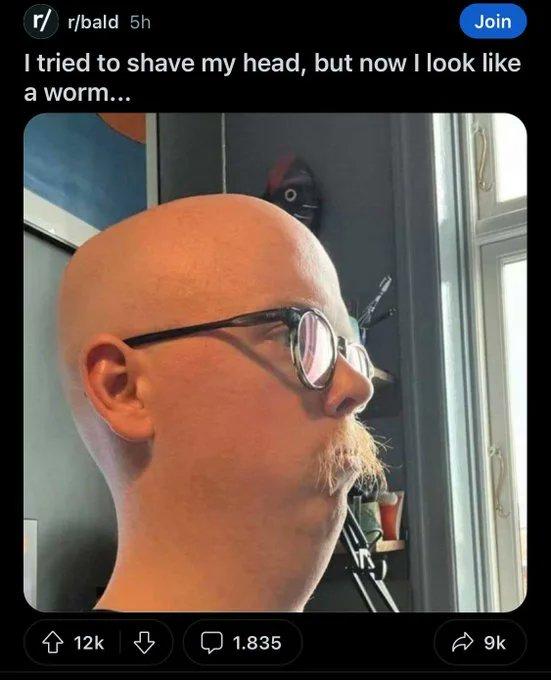 r/ r/bald 5h Join
I tried to shave my head, but now I look like
a worm...
12k 1.835 9k